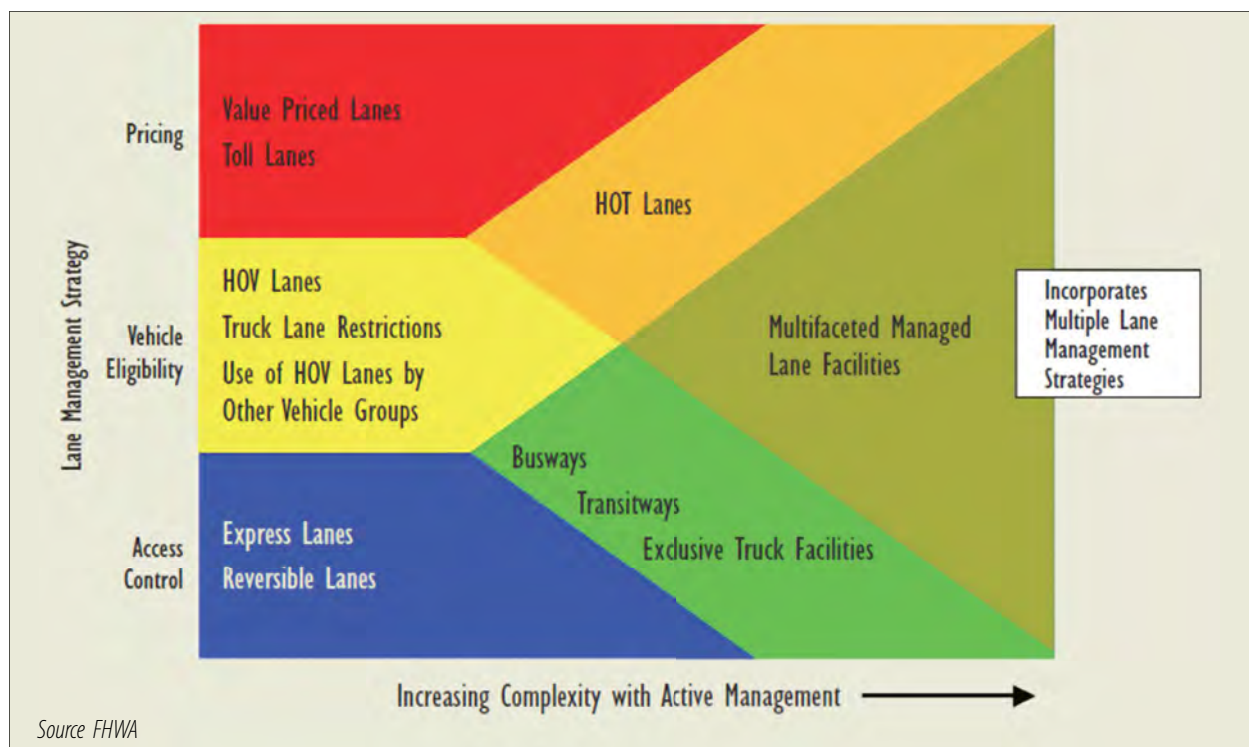 Lane Management Strategy
Pricing
Value Priced Lanes
Toll Lanes
HOT Lanes
Vehicle
Eligibility
HOV Lanes
Truck Lane Restrictions
Use of HOV Lanes by
Other Vehicle Groups
Multifaceted Managed
Lane Facilities
Incorporates
Multiple Lane
Management
Strategies
Access
Control
Express Lanes
Reversible Lanes
Busways
Transitways
Exclusive Truck Facilities
Increasing Complexity with Active Management
Source FHWA